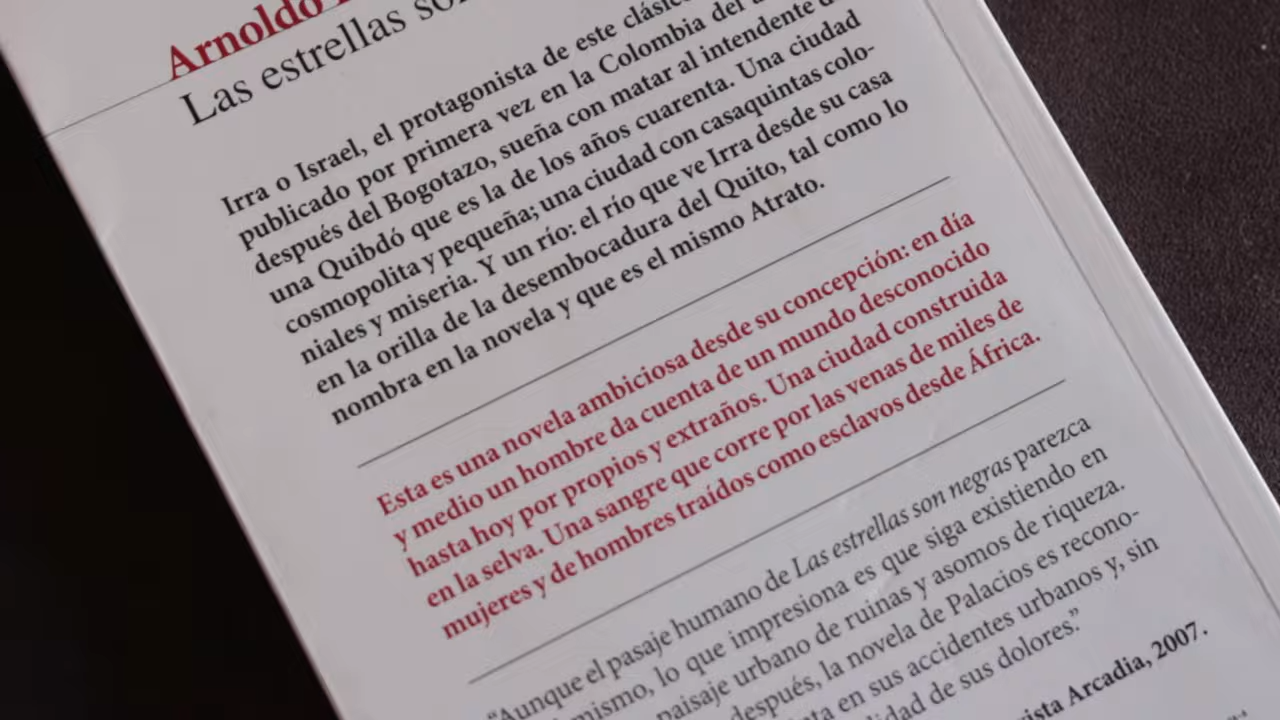 Arnoldo
Las estrellas
Irra o Israel, el protagonista de este clásico
publicado por primera vez en la Colombia del
después del Bogotazo, sueña con matar al intendente
una Quibdó que es la de los años cuarenta. Una ciudad
cosmopolita y pequeña; una ciudad con casaquintas colo-
niales y miseria. Y un río: el río que ve Irra desde su casa
en la orilla de la desembocadura del Quito, tal como lo
nombra en la novela y que es el mismo Atrato.
Esta es una novela ambiciosa desde su concepción: en día
y medio un hombre da cuenta de un mundo desconocido
hasta hoy por propios y extraños. Una ciudad construida
en la selva. Una sangre que corre por las venas de miles de
mujeres y de hombres traídos como esclavos desde África.
“Aunque el pasaje humano de Las estrellas son negras parezca
mismo, lo que impresiona es que siga existiendo en
paisaje urbano de ruinas y asomos de riqueza.
después, la novela de Palacios es recono-
en sus accidentes urbanos y, sin
de sus dolores.”
Arcadia, 2007.